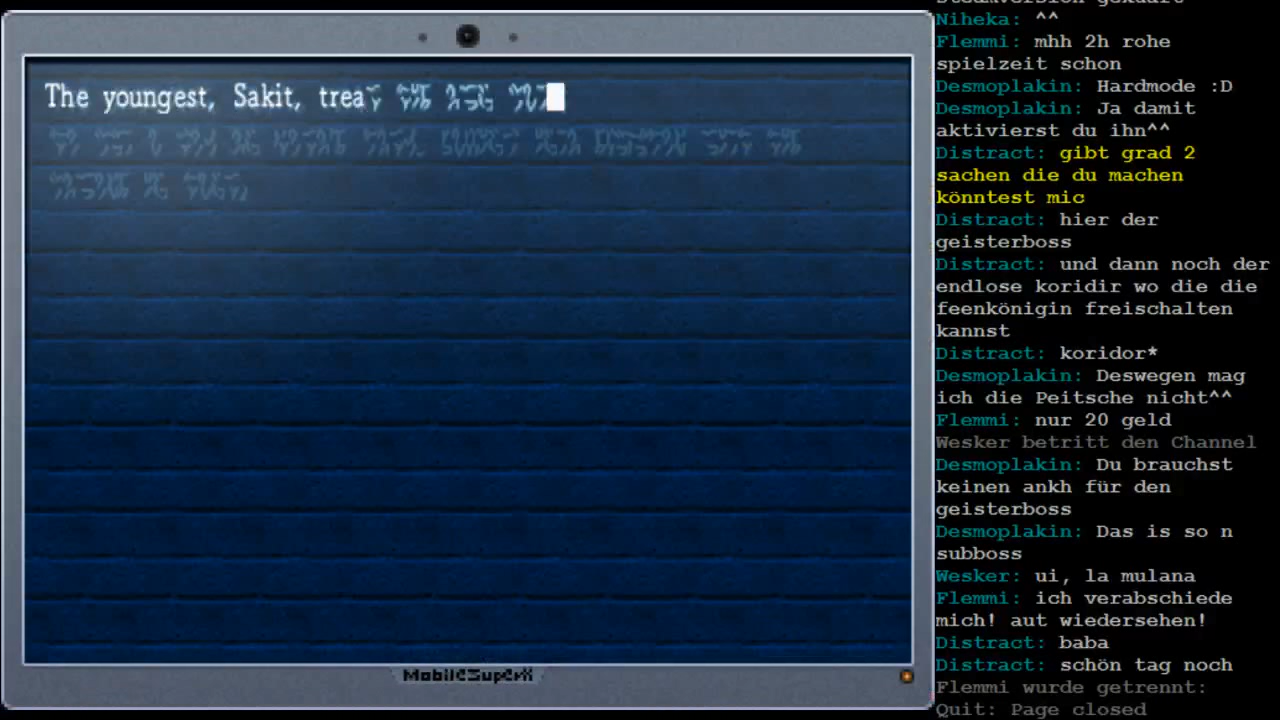 The youngest, Sakit, trea
MobileSuperX
Niheka: ^^
Flemmi: mhh 2h rohe
spielzeit schon
Desmoplakin: Hardmode :D
Desmoplakin: Ja damit
aktivierst du ihn^^
Distract: gibt grad 2
sachen die du machen
könntest mic
Distract: hier der
geisterboss
Distract: und dann noch der
endlose koridir wo die die
feenkönigin freischalten
kannst
Distract: koridor*
Desmoplakin: Deswegen mag
ich die Peitsche nicht^^
Flemmi: nur 20 geld
Wesker betritt den Channel
Desmoplakin: Du brauchst
keinen ankh für den
geisterboss
Desmoplakin: Das is so n
subboss
Wesker: ui, la mulana
Flemmi: ich verabschiede
mich! aut wiedersehen!
Distract: baba
Distract: schön tag noch
Flemmi wurde getrennt:
Quit: Page closed